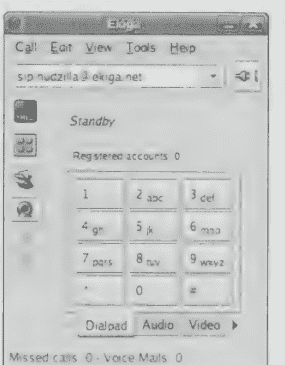 Ekiga
Call Edit View Tools Help
sip:nudzilla@ekiga.net
Standby
Registered accounts: 0
1 2 abc 3 def
4 ghi 5 jkl 6 mno
7 pqrs 8 tuv 9 wxyz
* 0 #
Dialpad Audio Video
Missed calls: 0 - Voice Mails: 0